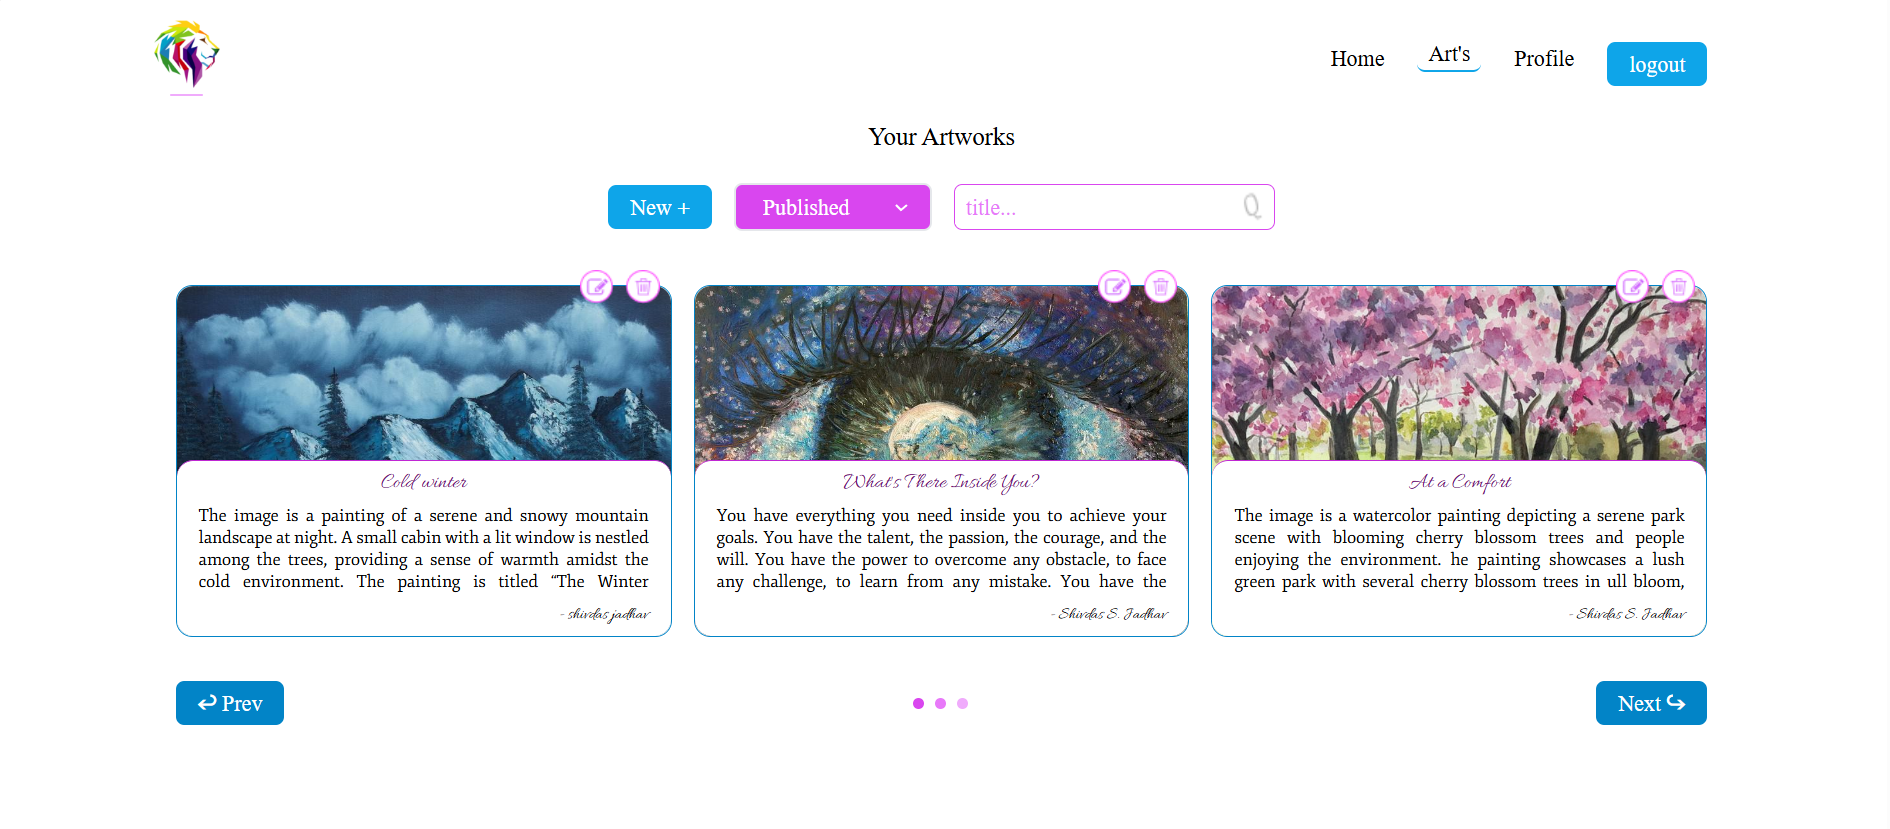 Home Art's Profile logout
Your Artworks
New + Published title...
Cold winter
The image is a painting of a serene and snowy mountain
landscape at night. A small cabin with a lit window is nestled
among the trees, providing a sense of warmth amidst the
cold environment. The painting is titled “The Winter
- shivdas jadhav
What's There Inside You?
You have everything you need inside you to achieve your
goals. You have the talent, the passion, the courage, and the
will. You have the power to overcome any obstacle, to face
any challenge, to learn from any mistake. You have the
- Shivdas S. Jadhav
At a Comfort
The image is a watercolor painting depicting a serene park
scene with blooming cherry blossom trees and people
enjoying the environment. he painting showcases a lush
green park with several cherry blossom trees in ull bloom,
- Shivdas S. Jadhav
Prev
Next